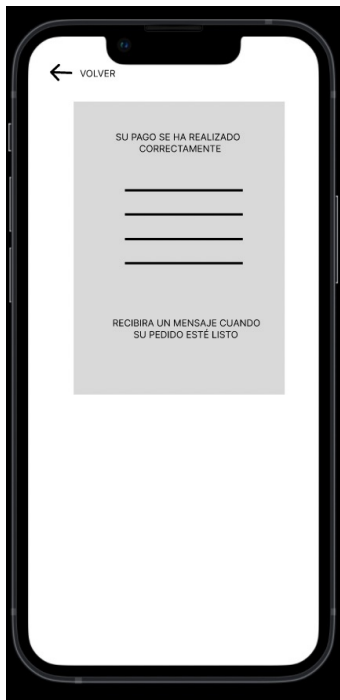 VOLVER
SU PAGO SE HA REALIZADO
CORRECTAMENTE
RECIBIRA UN MENSAJE CUANDO
SU PEDIDO ESTÉ LISTO